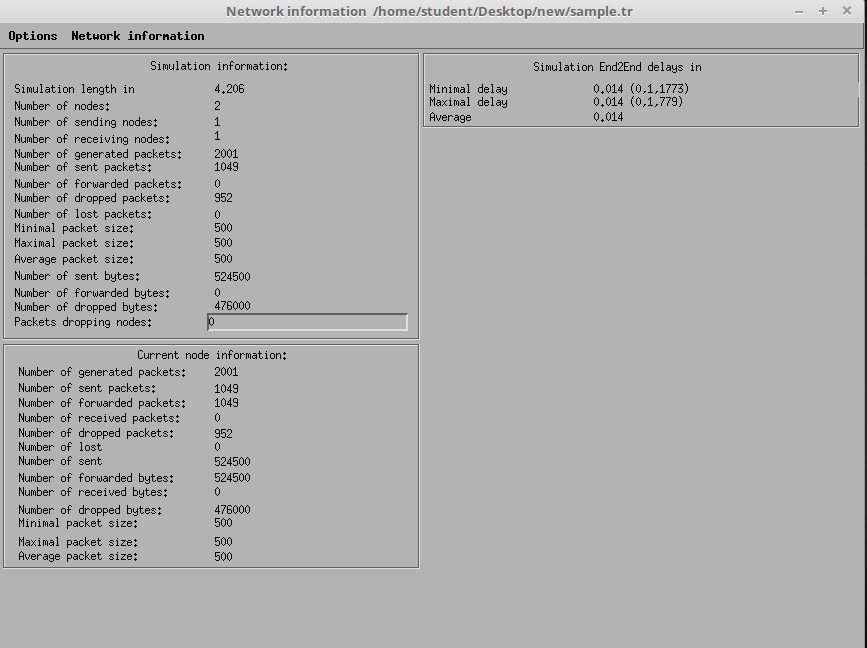 Network information /home/student/Desktop/new/sample.tr
Options Network information
Simulation information:
Simulation length in 4.206
Number of nodes: 2
Number of sending nodes: 1
Number of receiving nodes: 1
Number of generated packets: 2001
Number of sent packets: 1049
Number of forwarded packets: 0
Number of dropped packets: 952
Number of lost packets: 0
Minimal packet size: 500
Maximal packet size: 500
Average packet size: 500
Number of sent bytes: 524500
Number of forwarded bytes: 0
Number of dropped bytes: 476000
Packets dropping nodes: 0
Current node information:
Number of generated packets: 2001
Number of sent packets: 1049
Number of forwarded packets: 1049
Number of received packets: 0
Number of dropped packets: 952
Number of lost 0
Number of sent 524500
Number of forwarded bytes: 524500
Number of received bytes: 0
Number of dropped bytes: 476000
Minimal packet size: 500
Maximal packet size: 500
Average packet size: 500
Simulation End2End delays in
Minimal delay 0.014 (0,1,1773)
Maximal delay 0.014 (0,1,779)
Average 0.014